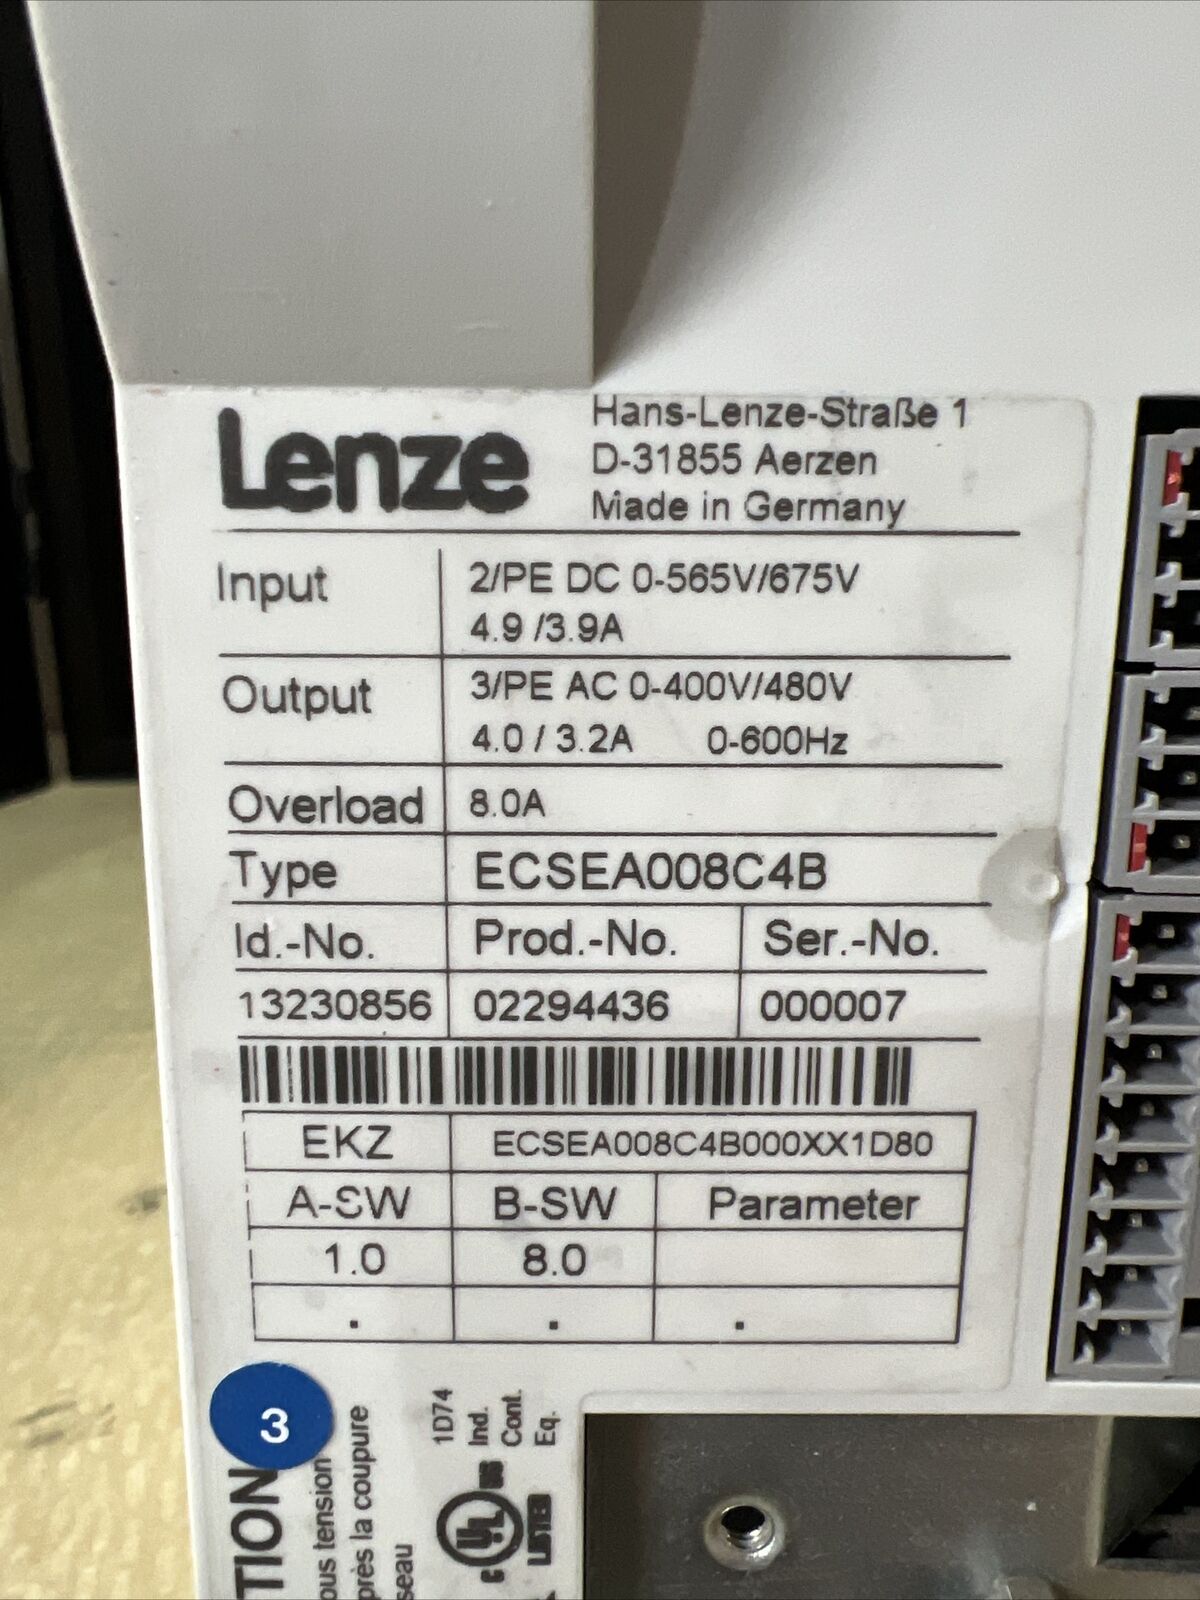 Lenze
Hans-Lenze-Straße 1
D-31855 Aerzen
Made in Germany
Input
2/PE DC 0-565V/675V
4.9 /3.9A
Output
3/PE AC 0-400V/480V
4.0 / 3.2A 0-600Hz
Overload 8.0A
Type ECSEA008C4B
Id.-No. Prod.-No. Ser.-No.
13230856 02294436 000007
EKZ ECSEA008C4B000XX1D80
A-SW B-SW Parameter
1.0 8.0
. . .
3
TION
ous tension
près la coupure
seau
1D74
Ind.
Cont.
Eq.
c UL US
LISTED